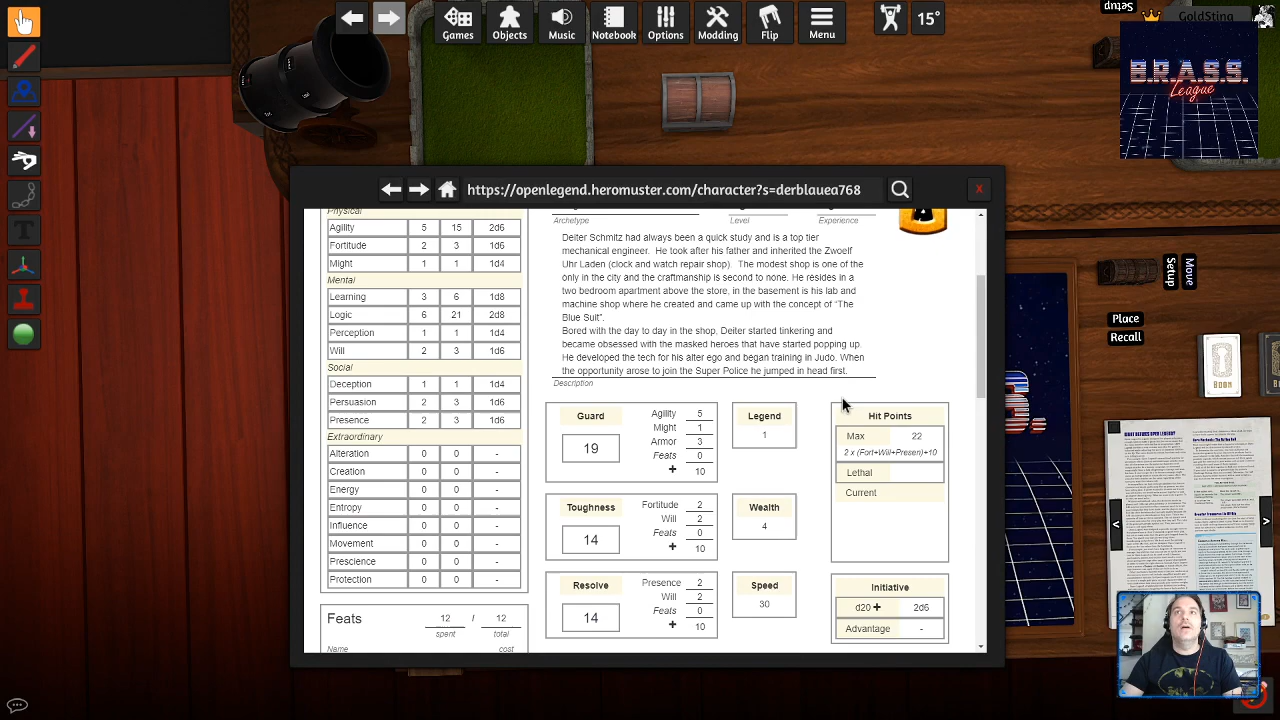 Games Objects Music Notebook Options Modding Flip Menu
15°
Setup
GoldSting
B.R.A.S.S.
League
https://openlegend.heromuster.com/character?s=derblauea768
X
Physical
Agility 5 15 2d6
Fortitude 2 3 1d6
Might 1 1 1d4
Mental
Learning 3 6 1d8
Logic 6 21 2d8
Perception 1 1 1d4
Will 2 3 1d6
Social
Deception 1 1 1d4
Persuasion 2 3 1d6
Presence 2 3 1d6
Extraordinary
Alteration 0 0 -
Creation 0 0 -
Energy 0 0 -
Entropy 0 0 -
Influence 0 0 -
Movement 0 0 -
Prescience 0 0 -
Protection 0 0 -
Feats 12 / 12
spent total
Name cost
Archetype Level Experience
Deiter Schmitz had always been a quick study and is a top tier
mechanical engineer. He took after his father and inherited the Zwoelf
Uhr Laden (clock and watch repair shop). The modest shop is one of the
only in the city and the craftmanship is second to none. He resides in a
two bedroom apartment above the store, in the basement is his lab and
machine shop where he created and came up with the concept of "The
Blue Suit".
Bored with the day to day in the shop, Deiter started tinkering and
became obsessed with the masked heroes that have started popping up.
He developed the tech for his alter ego and began training in Judo. When
the opportunity arose to join the Super Police he jumped in head first.
Description
Guard
19
Agility 5
Might 1
Armor 3
Feats 0
+ 10
Legend
1
Hit Points
Max 22
2 x (Fort+Will+Presen)+10
Lethal
Current
Toughness
14
Fortitude 2
Will 2
Feats 0
+ 10
Wealth
4
Resolve
14
Presence 2
Will 2
Feats 0
+ 10
Speed
30
Initiative
d20 + 2d6
Advantage -
Setup
Move
Place
Recall
BOON